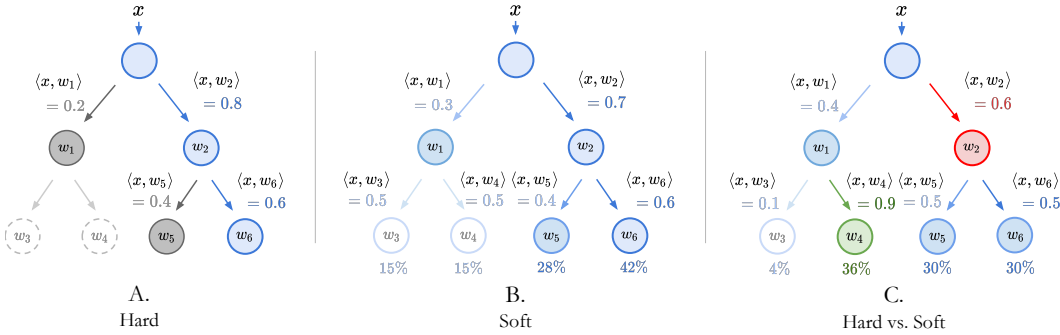 x
⟨x, w₁⟩
= 0.2
⟨x, w₂⟩
= 0.8
w₁
w₂
⟨x, w₅⟩
= 0.4
⟨x, w₆⟩
= 0.6
w₃
w₄
w₅
w₆
A.
Hard
x
⟨x, w₁⟩
= 0.3
⟨x, w₂⟩
= 0.7
w₁
w₂
⟨x, w₃⟩
= 0.5
⟨x, w₄⟩
= 0.5
⟨x, w₅⟩
= 0.4
⟨x, w₆⟩
= 0.6
w₃
w₄
w₅
w₆
15%
15%
28%
42%
B.
Soft
x
⟨x, w₁⟩
= 0.4
⟨x, w₂⟩
= 0.6
w₁
w₂
⟨x, w₃⟩
= 0.1
⟨x, w₄⟩
= 0.9
⟨x, w₅⟩
= 0.5
⟨x, w₆⟩
= 0.5
w₃
w₄
w₅
w₆
4%
36%
30%
30%
C.
Hard vs. Soft